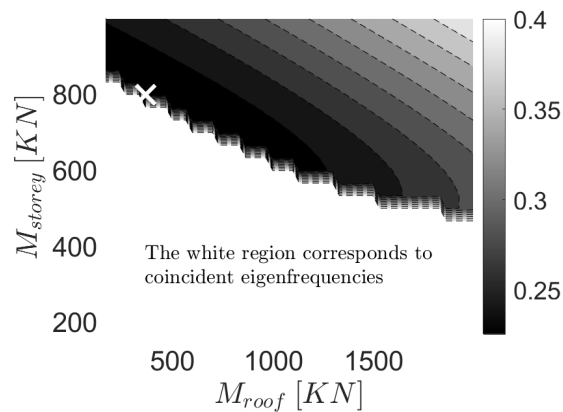 0.4
0.35
0.3
0.25
M_storey [KN]
800
600
400
200
The white region corresponds to
coincident eigenfrequencies
500 1000 1500
M_roof [KN]